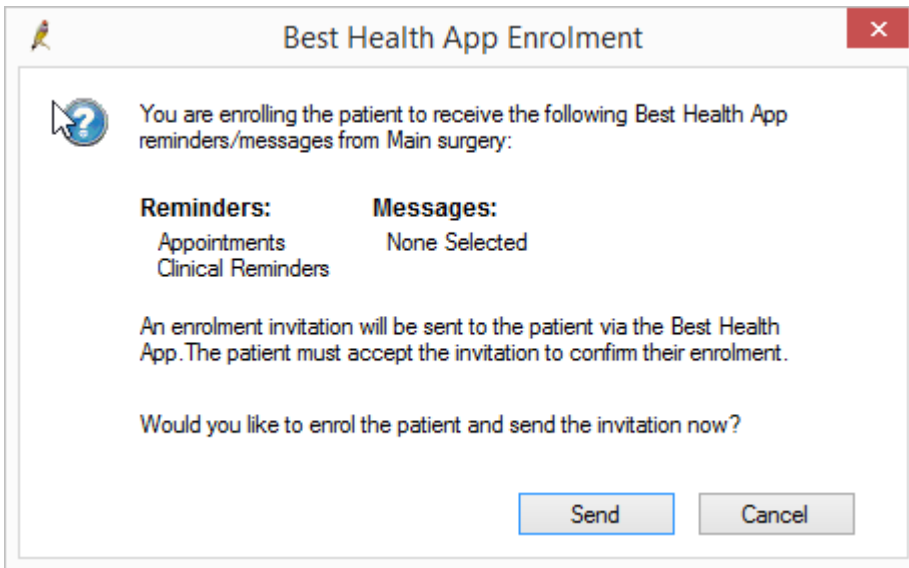 Best Health App Enrolment
You are enrolling the patient to receive the following Best Health App
reminders/messages from Main surgery:
Reminders: Messages:
Appointments None Selected
Clinical Reminders
An enrolment invitation will be sent to the patient via the Best Health
App.The patient must accept the invitation to confirm their enrolment.
Would you like to enrol the patient and send the invitation now?
Send Cancel